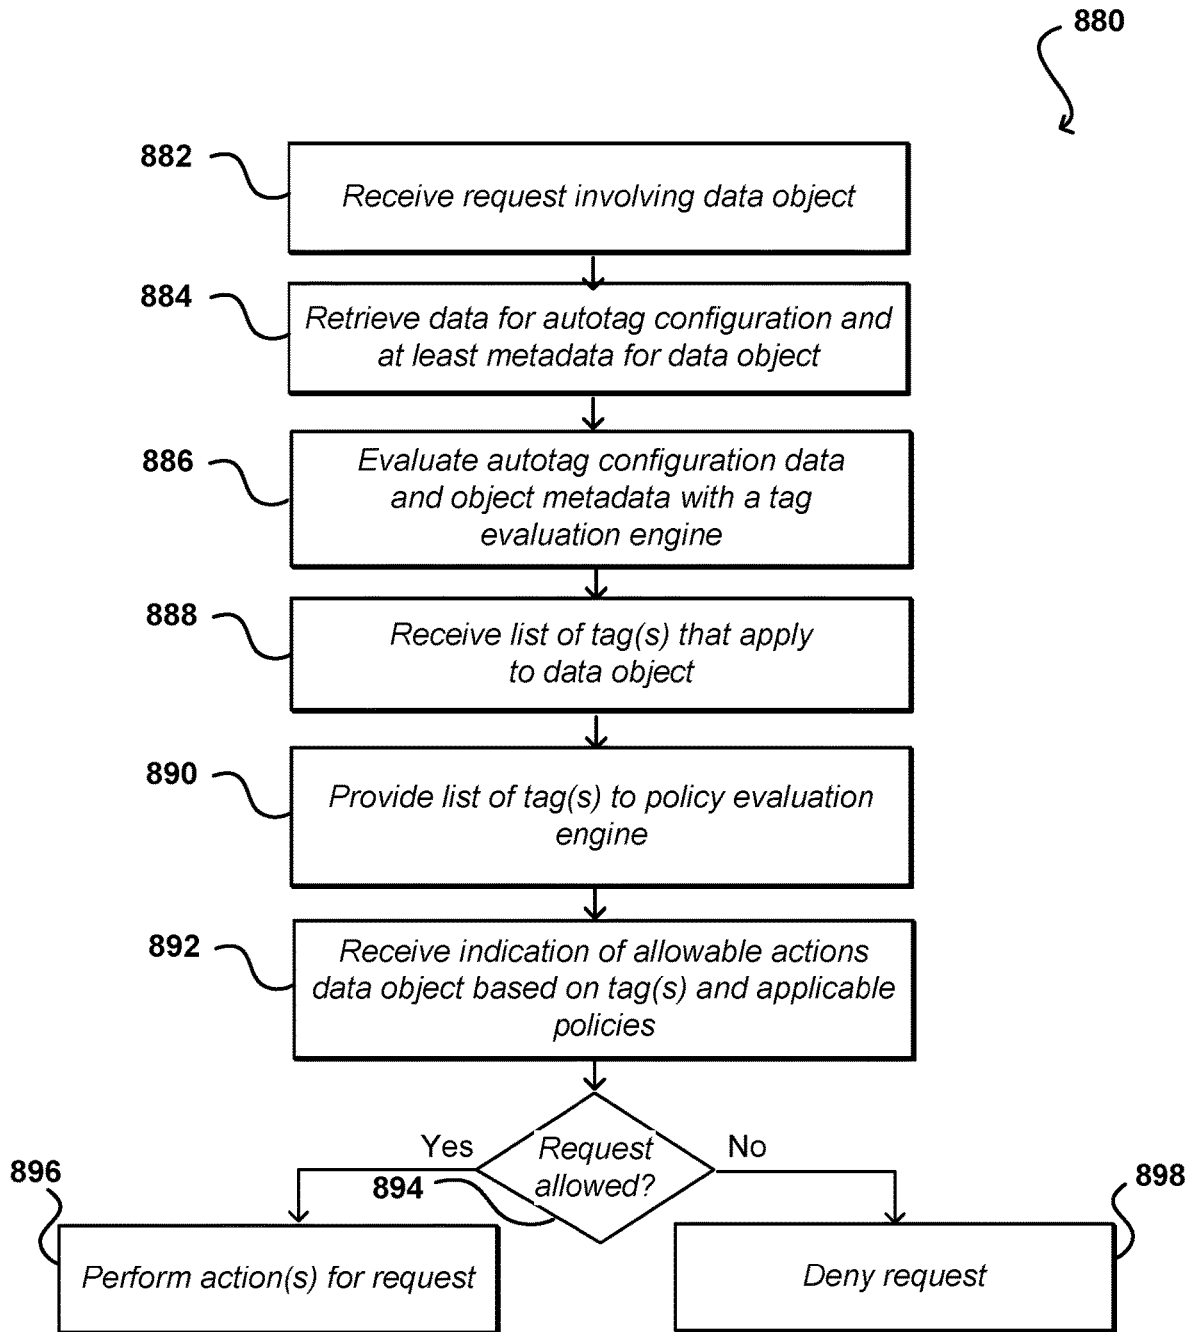 880
882
Receive request involving data object
884
Retrieve data for autotag configuration and
at least metadata for data object
886
Evaluate autotag configuration data
and object metadata with a tag
evaluation engine
888
Receive list of tag(s) that apply
to data object
890
Provide list of tag(s) to policy evaluation
engine
892
Receive indication of allowable actions
data object based on tag(s) and applicable
policies
Yes
Request
allowed?
No
894
896
Perform action(s) for request
898
Deny request